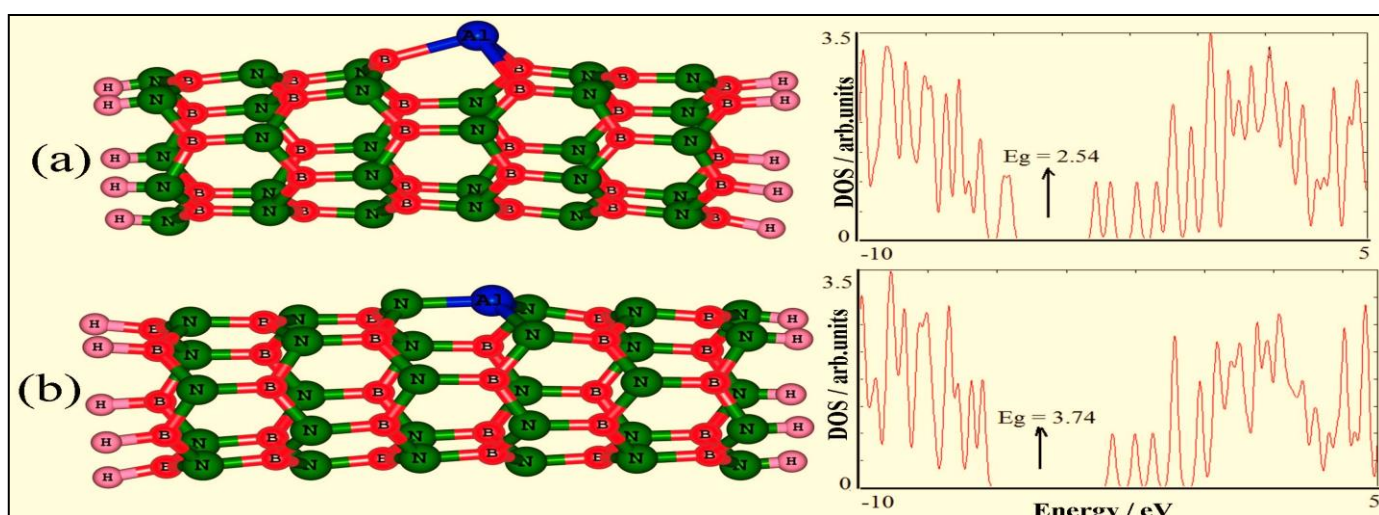 Al
B
H N B N N B N B N H
H N B N B N B N B N B H
B N B N B N
H N B N B N B N B H
H N B N B N B N B H
H N B N B N B N B N H
(a)
3.5
DOS / arb.units
Eg = 2.54
0
-10
5
N Al
H N B B N N B N H
H B N B N B N B N H
B N B N B N B
H B N B N B N B N H
H B N B N B N B N H
H N B N B N B N H
(b)
3.5
DOS / arb.units
Eg = 3.74
0
-10
5
Energy / eV